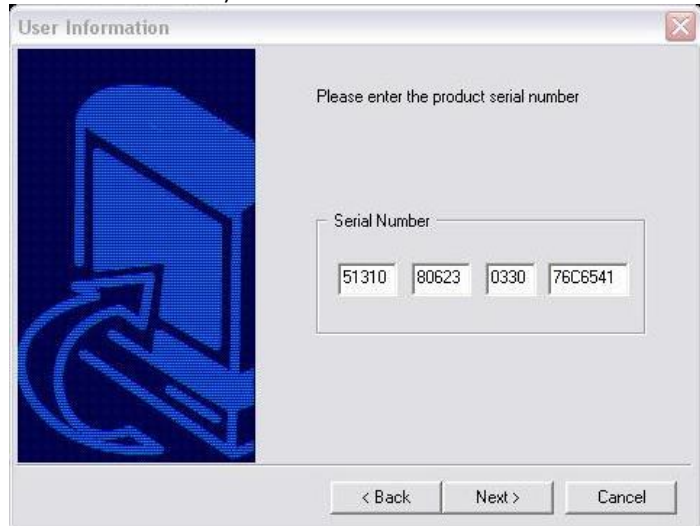 User Information
Please enter the product serial number
Serial Number
51310 80623 0330 76C6541
< Back Next > Cancel